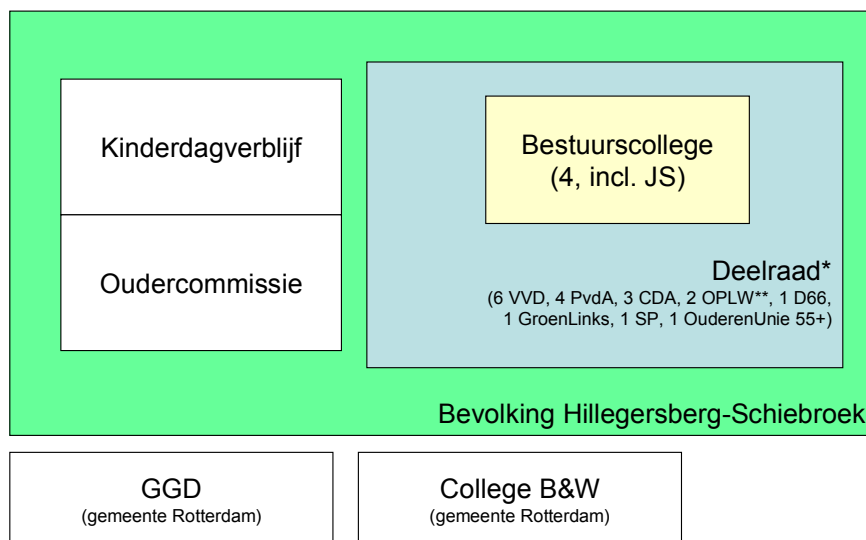 Kinderdagverblijf
Oudercommissie
Bestuurscollege
(4, incl. JS)
Deelraad*
(6 VVD, 4 PvdA, 3 CDA, 2 OPLW**, 1 D66,
1 GroenLinks, 1 SP, 1 OuderenUnie 55+)
Bevolking Hillegersberg-Schiebroek
GGD
(gemeente Rotterdam)
College B&W
(gemeente Rotterdam)